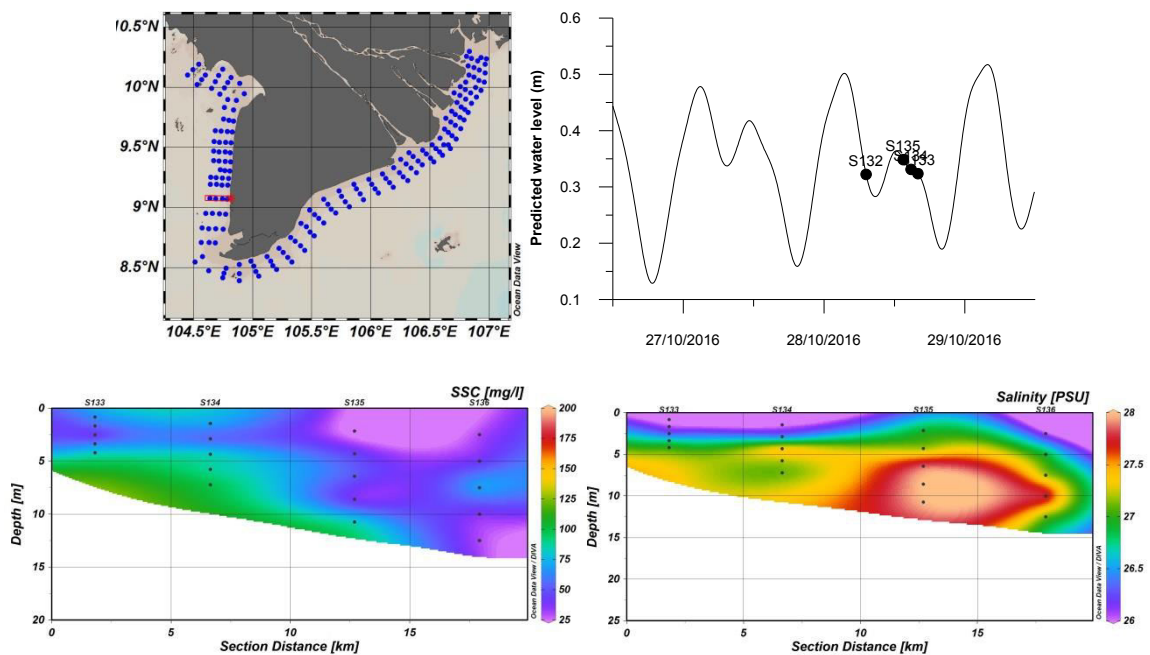 10.5°N
10°N
9.5°N
9°N
8.5°N
104.5°E 105°E 105.5°E 106°E 106.5°E 107°E
Ocean Data View
Predicted water level (m)
0.6
0.5
0.4
0.3
0.2
0.1
S132
S135
S134
S133
27/10/2016 28/10/2016 29/10/2016
SSC [mg/l]
S133 S134 S135 S136
Depth [m]
0
5
10
15
20
0 5 10 15
Section Distance [km]
Ocean Data View / DIVA
200
175
150
125
100
75
50
25
Salinity [PSU]
S133 S134 S135 S136
Depth [m]
0
5
10
15
20
25
0 5 10 15
Section Distance [km]
Ocean Data View / DIVA
28
27.5
27
26.5
26